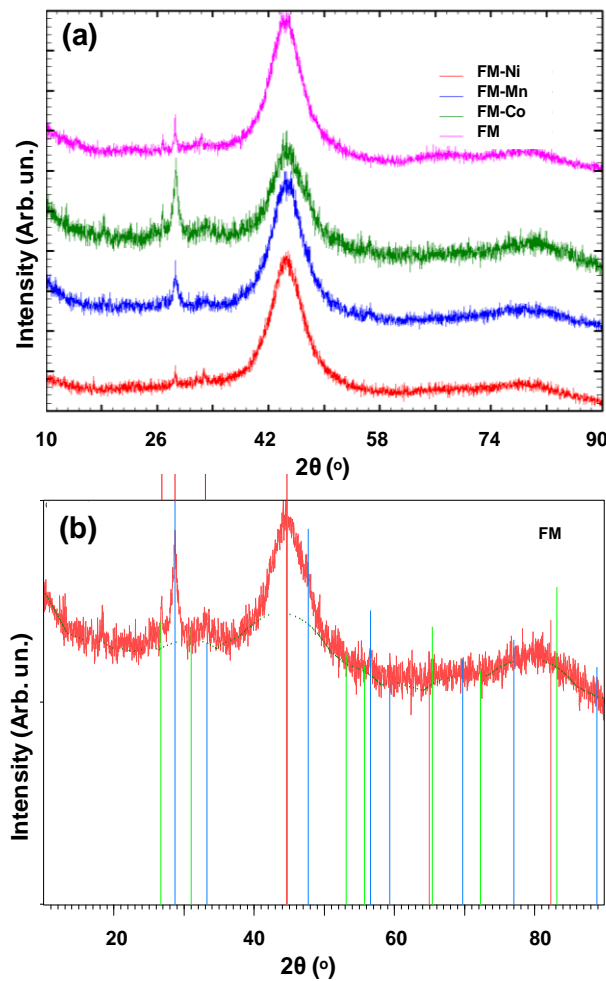 (a)
FM-Ni
FM-Mn
FM-Co
FM
Intensity (Arb. un.)
10 26 42 58 74 90
2θ (o)
(b)
FM
Intensity (Arb. un.)
20 40 60 80
2θ (o)